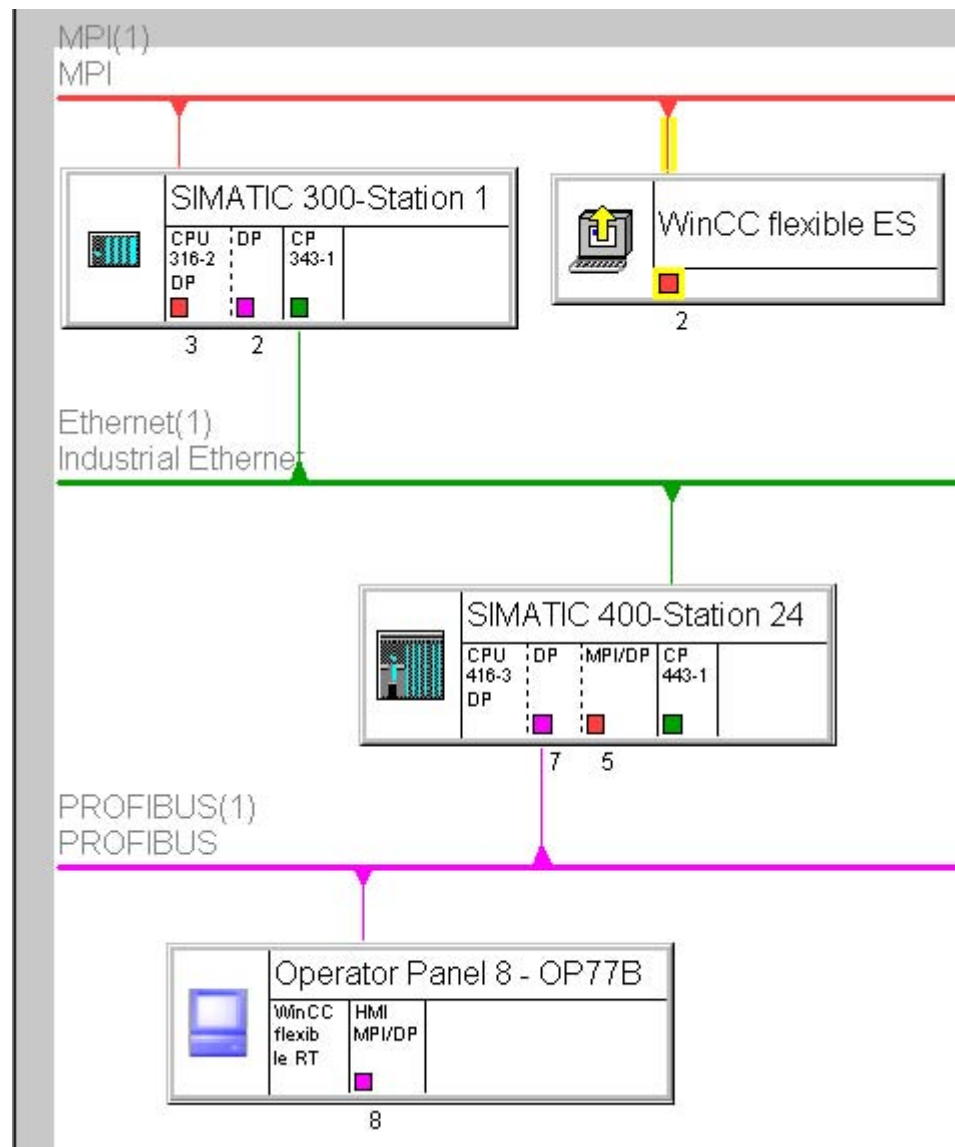 MPI(1)
MPI
SIMATIC 300-Station 1
CPU 316-2 DP
DP
CP 343-1
3
2
WinCC flexible ES
2
Ethernet(1)
Industrial Ethernet
SIMATIC 400-Station 24
CPU 416-3 DP
DP
MPI/DP
CP 443-1
7
5
PROFIBUS(1)
PROFIBUS
Operator Panel 8 - OP77B
WinCC flexib le RT
HMI MPI/DP
8